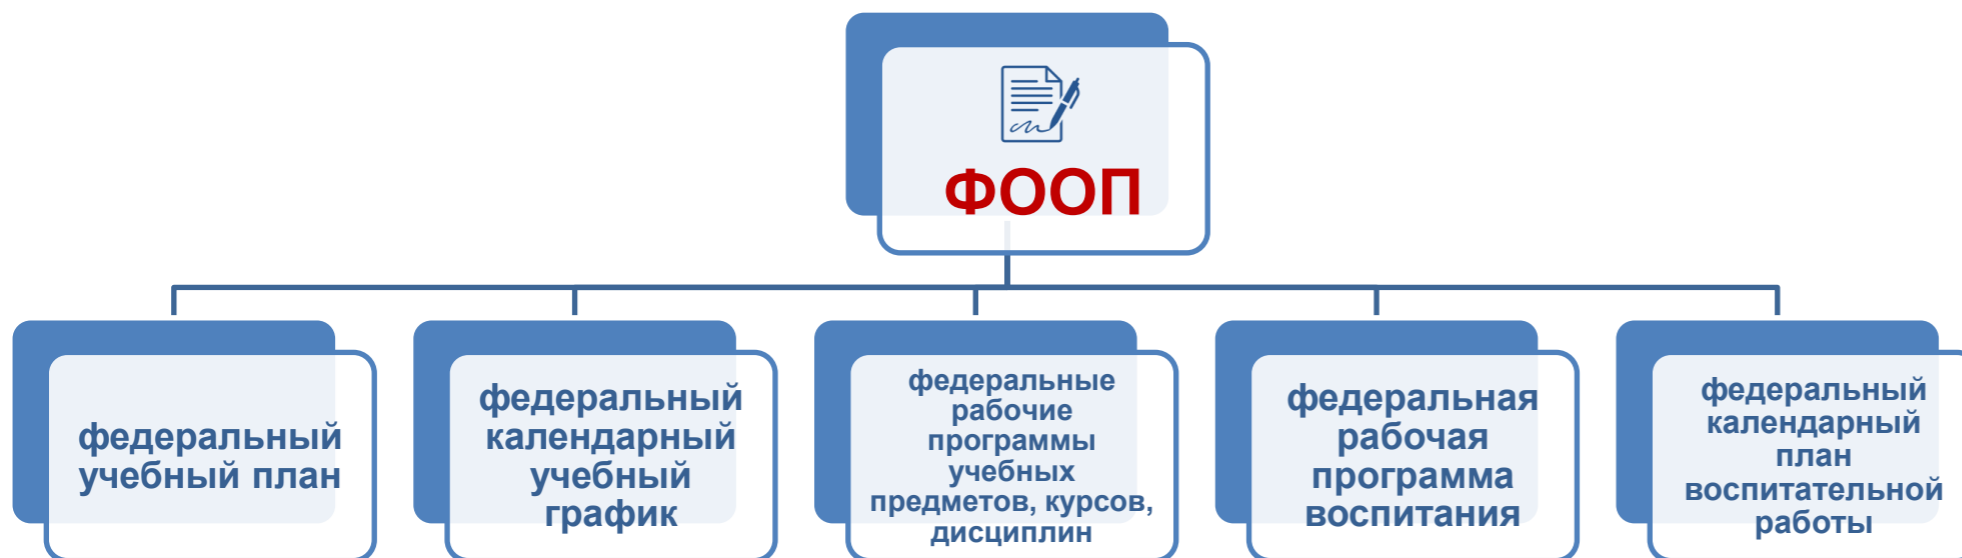 ФООП
федеральный
учебный план
федеральный
календарный
учебный
график
федеральные
рабочие
программы
учебных
предметов, курсов,
дисциплин
федеральная
рабочая
программа
воспитания
федеральный
календарный
план
воспитательной
работы